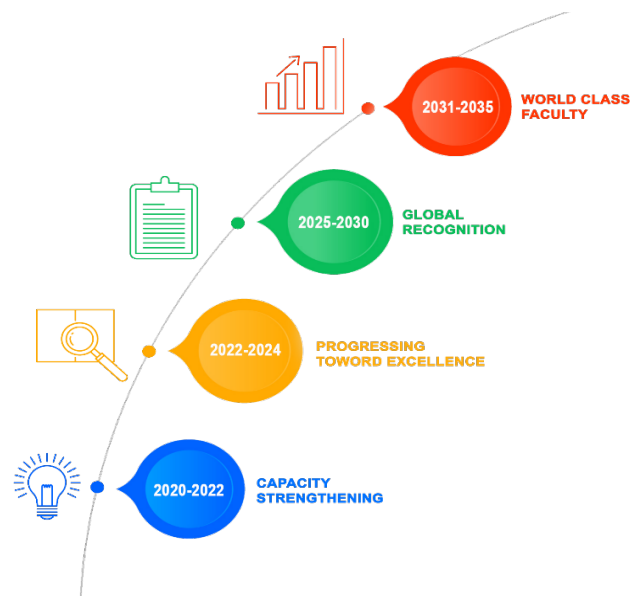 2031-2035
WORLD CLASS
FACULTY
2025-2030
GLOBAL
RECOGNITION
2022-2024
PROGRESSING
TOWORD EXCELLENCE
2020-2022
CAPACITY
STRENGTHENING